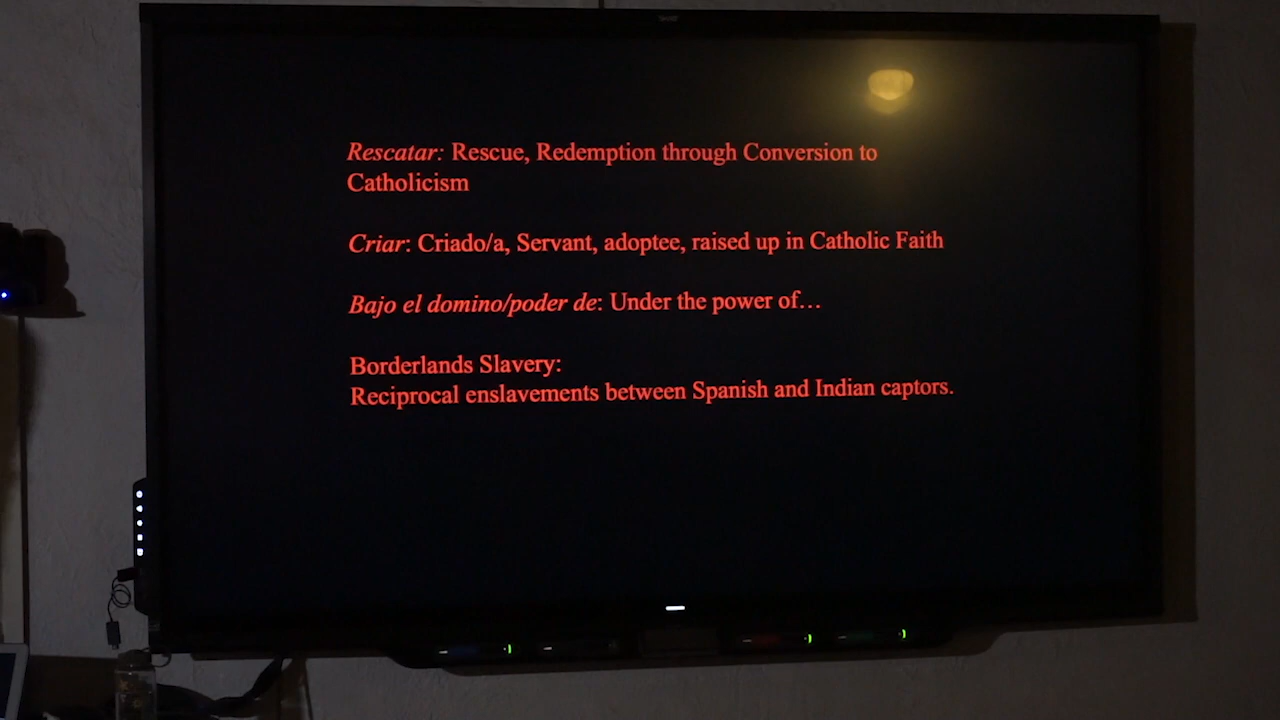 Rescatar: Rescue, Redemption through Conversion to
Catholicism
Criar: Criado/a, Servant, adoptee, raised up in Catholic Faith
Bajo el domino/poder de: Under the power of…
Borderlands Slavery:
Reciprocal enslavements between Spanish and Indian captors.